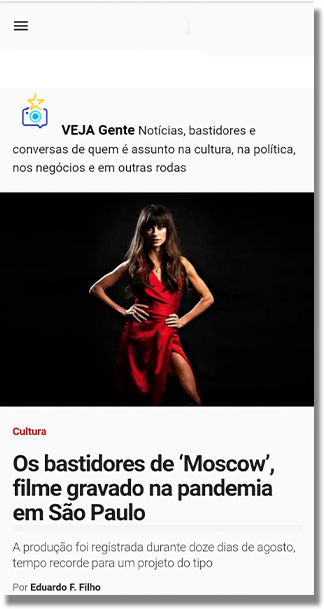 VEJA Gente Notícias, bastidores e
conversas de quem é assunto na cultura, na política,
nos negócios e em outras rodas
Cultura
Os bastidores de ‘Moscow’,
filme gravado na pandemia
em São Paulo
A produção foi registrada durante doze dias de agosto,
tempo recorde para um projeto do tipo
Por Eduardo F. Filho